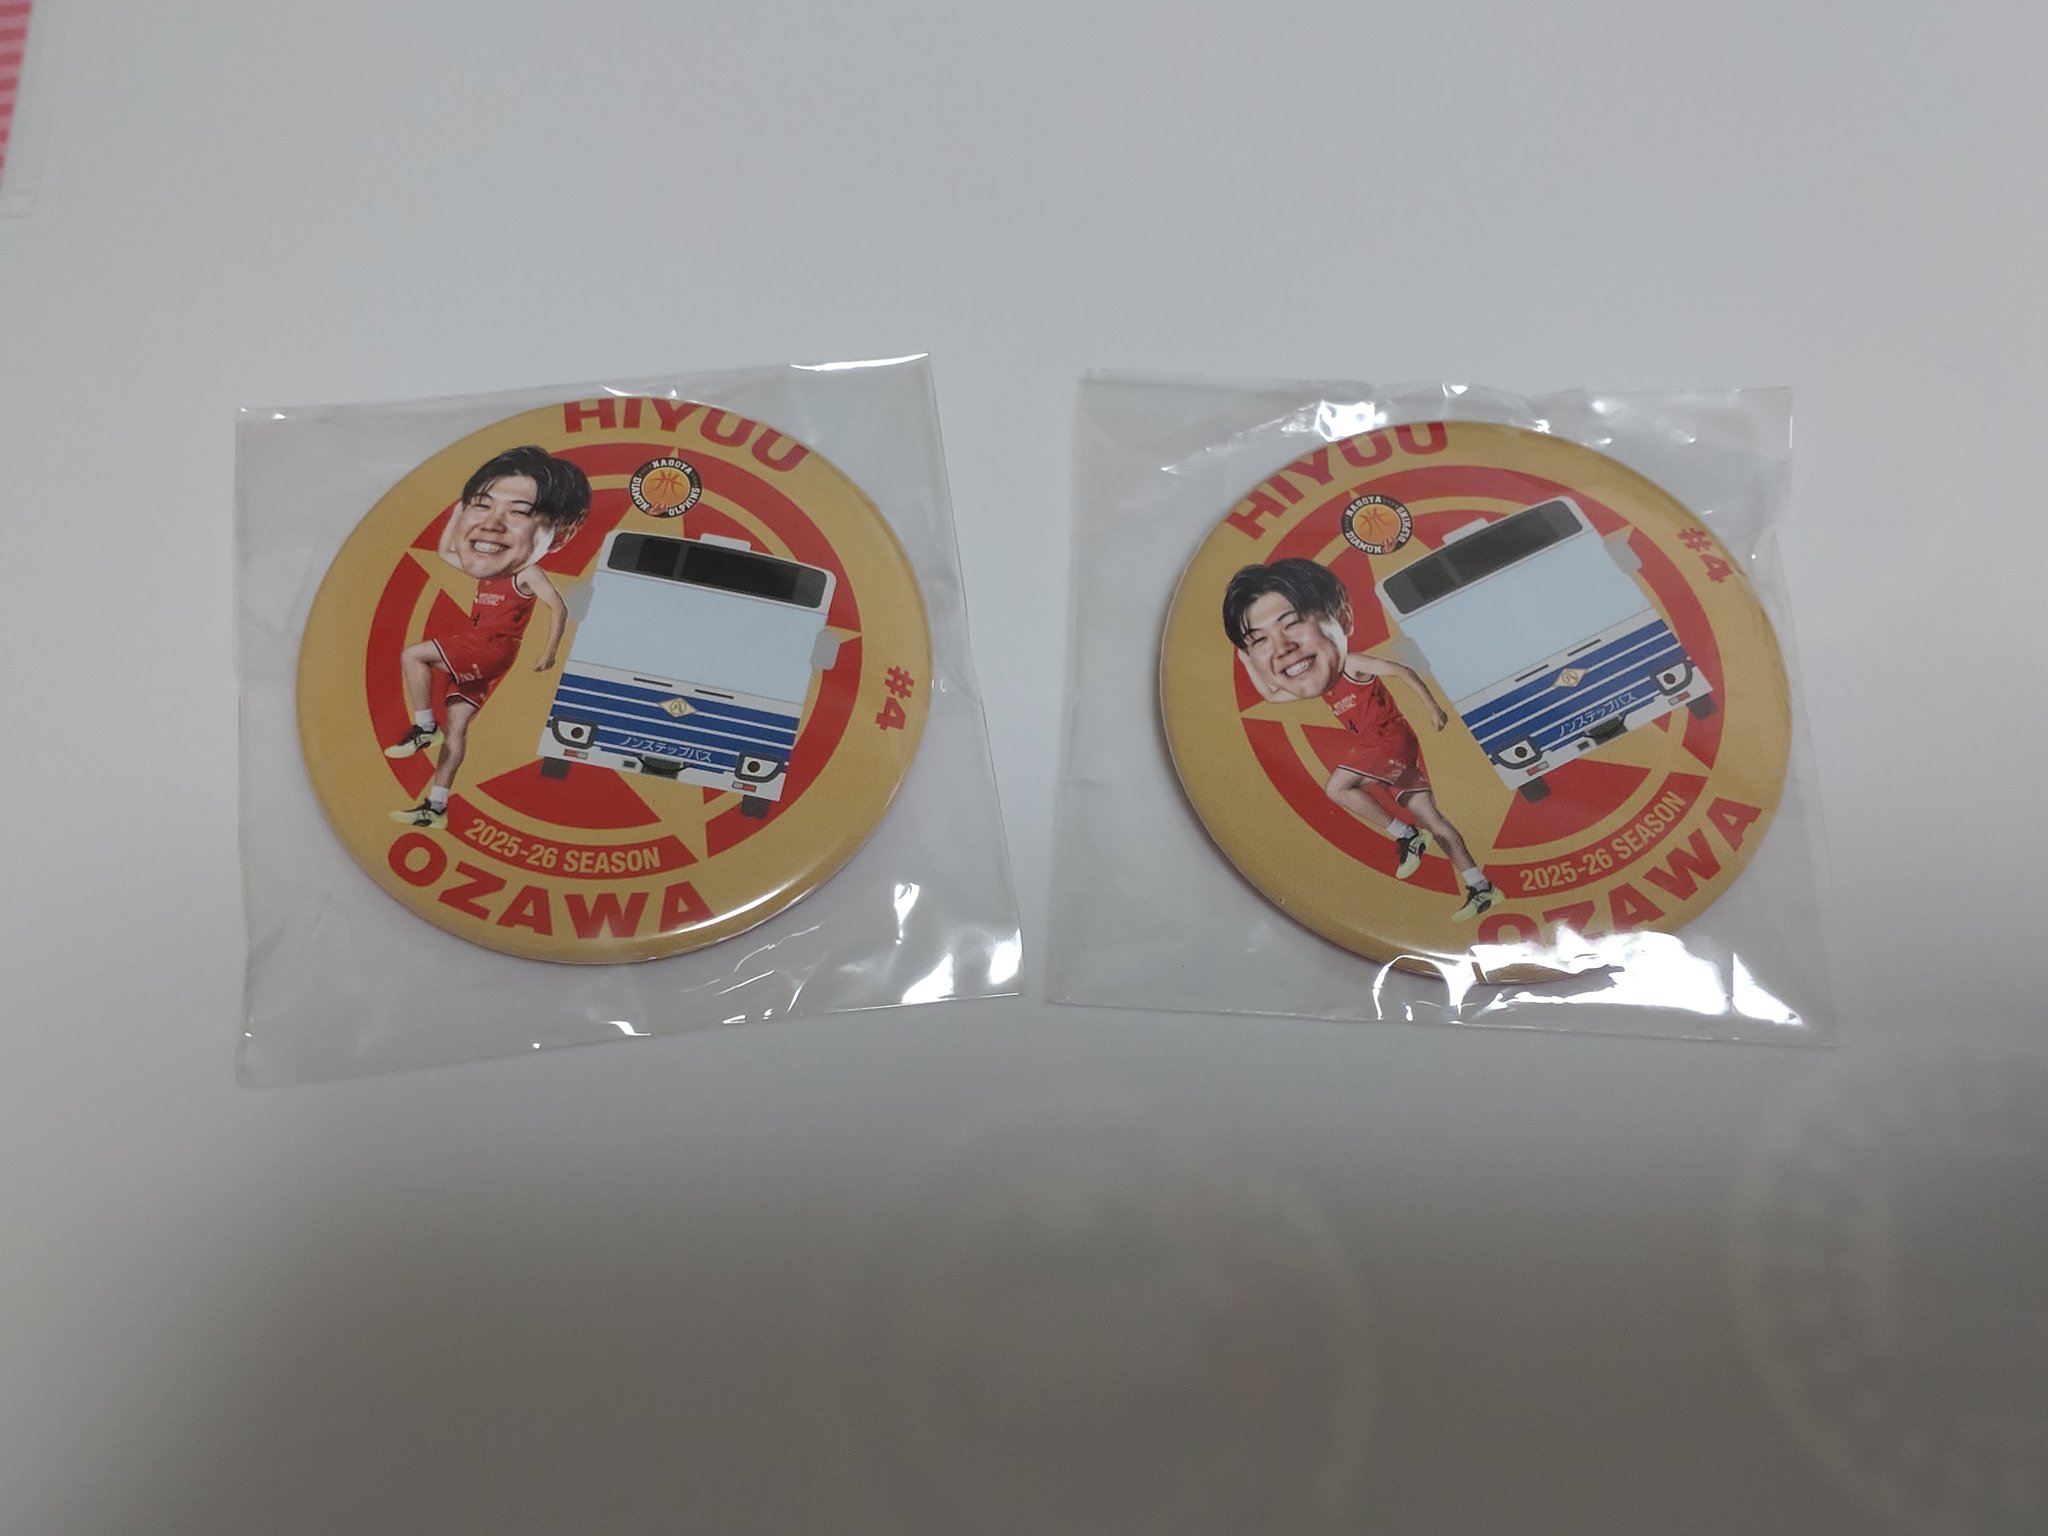 HIYUU
NAGOYA
DIAMOND DOLPHINS
#4
ノンステップバス
2025-26 SEASON
OZAWA
HIYUU
NAGOYA
DIAMOND DOLPHINS
#4
4
ノンステップバス
2025-26 SEASON
OZAWA